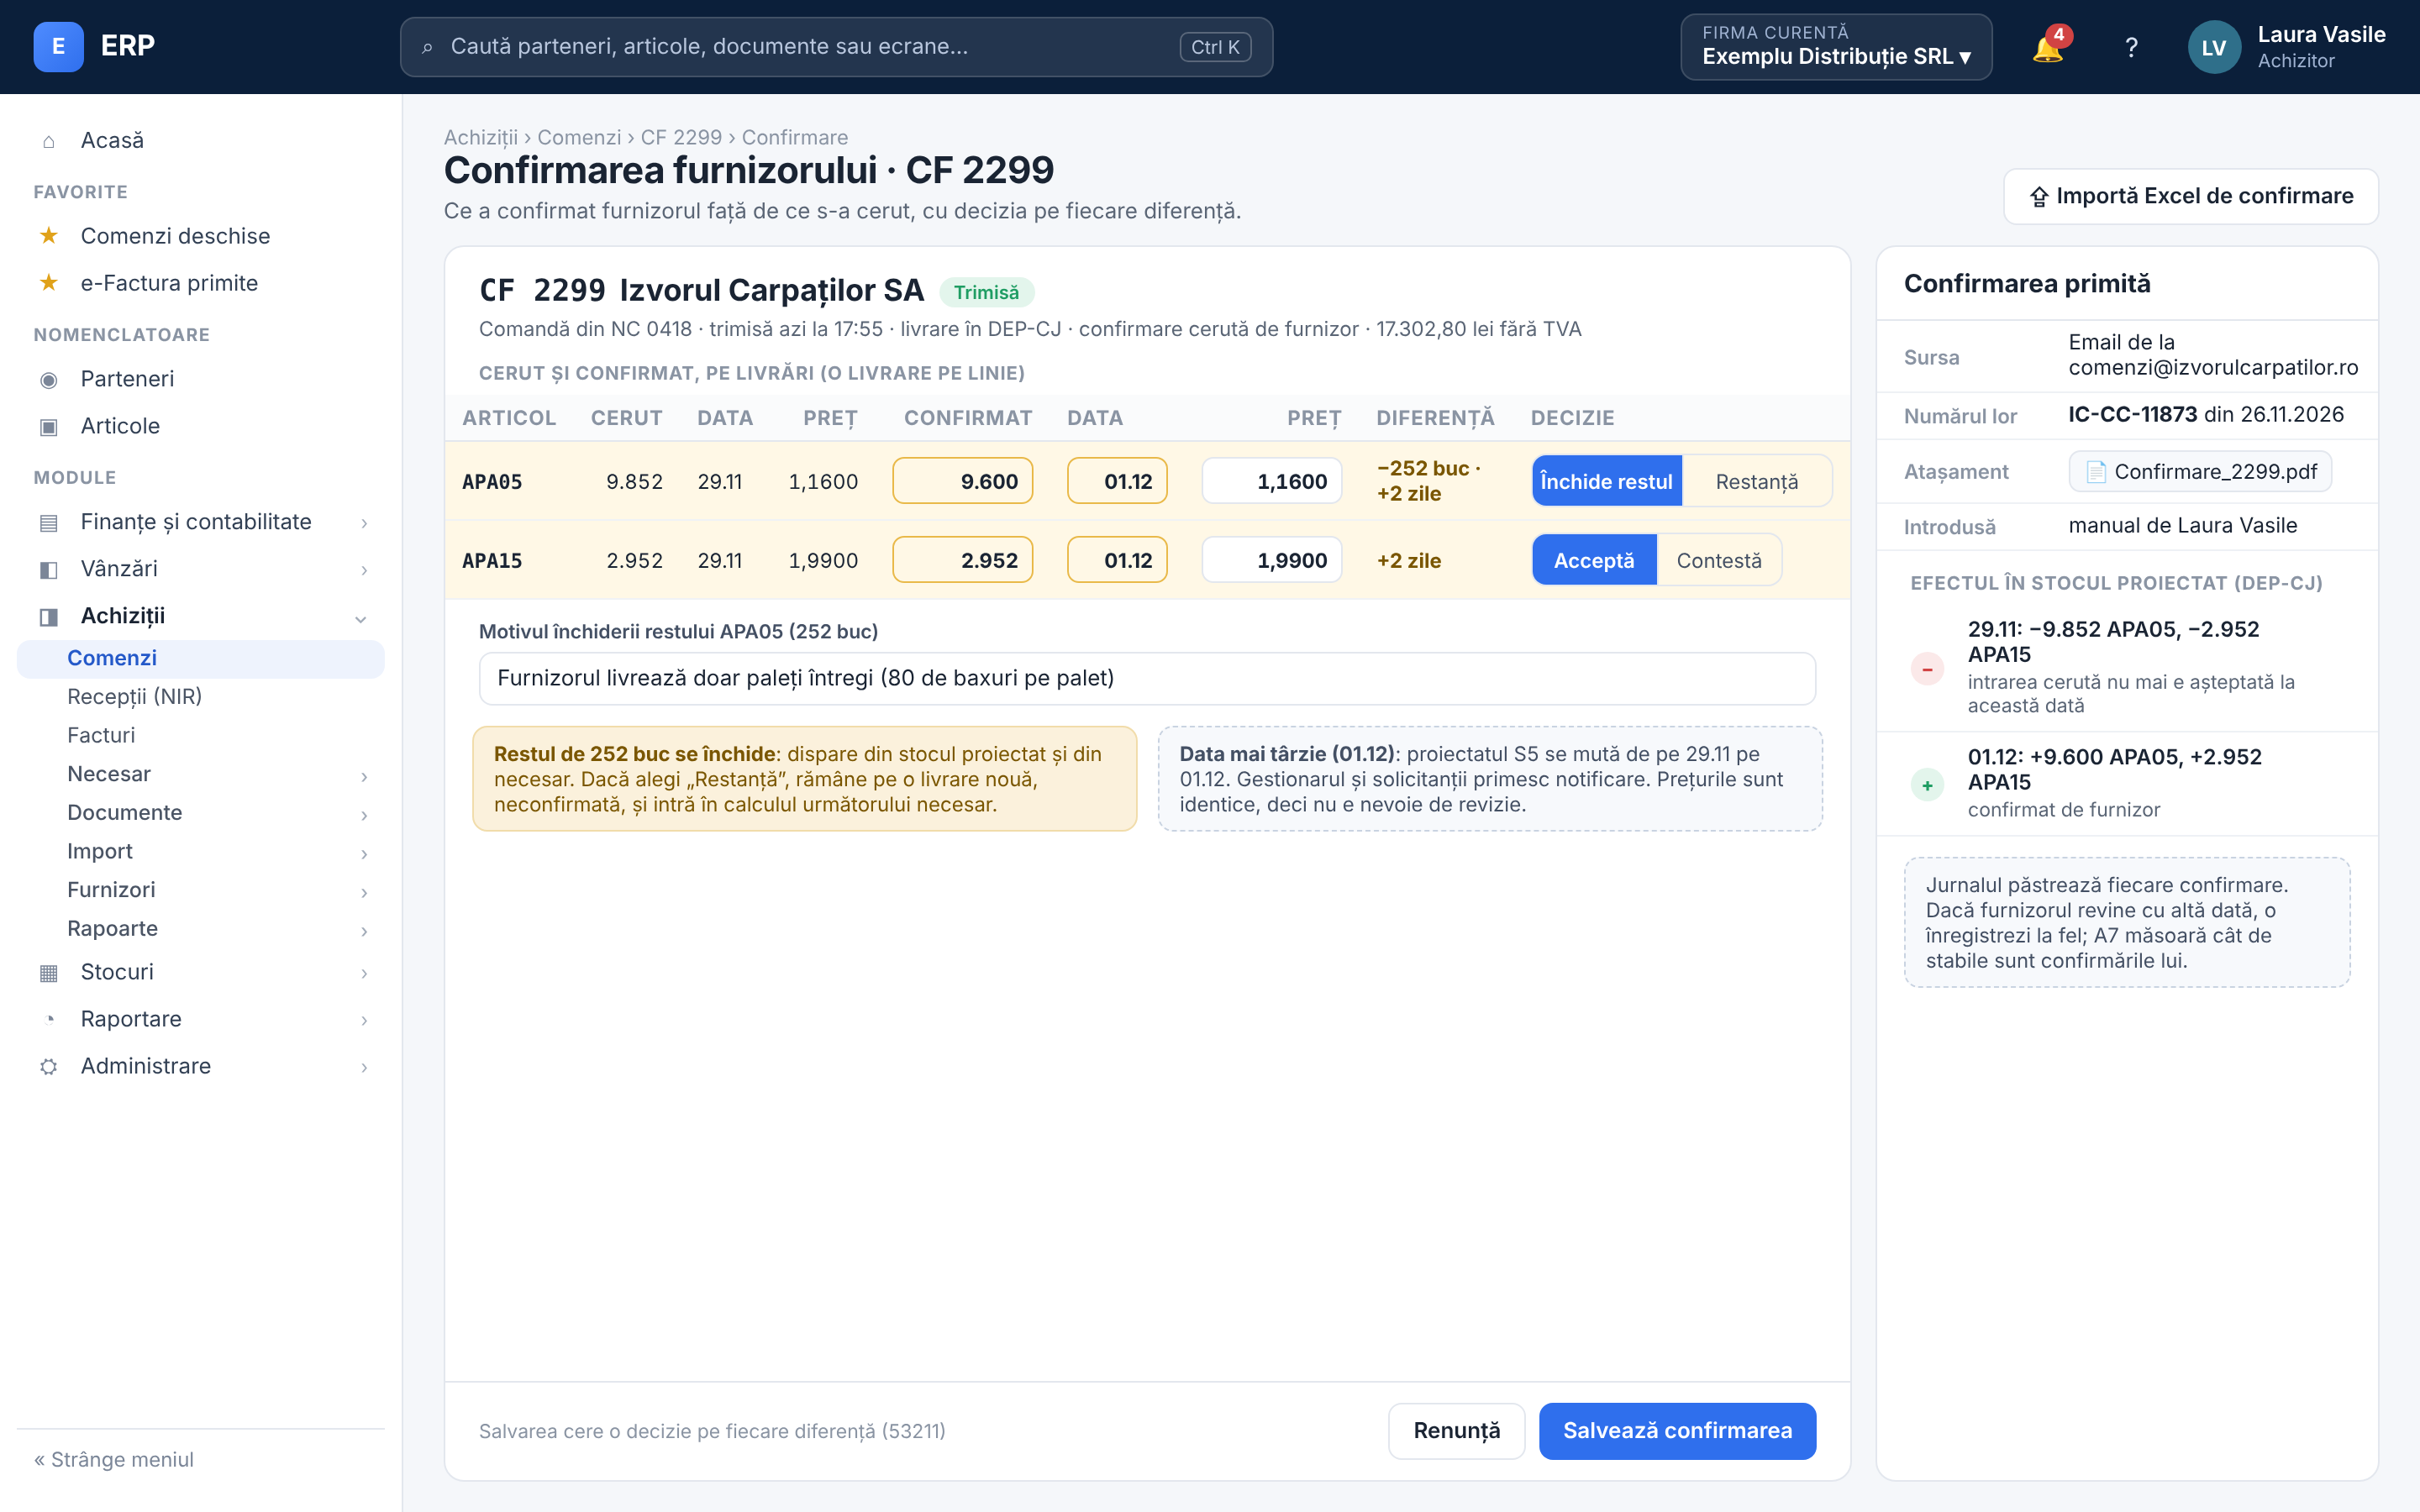 E ERP
Caută parteneri, articole, documente sau ecrane... Ctrl K
FIRMA CURENTĂ
Exemplu Distribuție SRL ▾
4
?
LV
Laura Vasile
Achizitor
Acasă
FAVORITE
★ Comenzi deschise
★ e-Factura primite
NOMENCLATOARE
Parteneri
Articole
MODULE
Finanțe și contabilitate ›
Vânzări ›
Achiziții
Comenzi
Recepții (NIR)
Facturi
Necesar ›
Documente ›
Import ›
Furnizori ›
Rapoarte ›
Stocuri ›
Raportare ›
Administrare ›
« Strânge meniul
Achiziții › Comenzi › CF 2299 › Confirmare
Confirmarea furnizorului · CF 2299
Ce a confirmat furnizorul față de ce s-a cerut, cu decizia pe fiecare diferență.
Importă Excel de confirmare
CF 2299 Izvorul Carpaților SA Trimisă
Comandă din NC 0418 · trimisă azi la 17:55 · livrare în DEP-CJ · confirmare cerută de furnizor · 17.302,80 lei fără TVA
CERUT ȘI CONFIRMAT, PE LIVRĂRI (O LIVRARE PE LINIE)
ARTICOL CERUT DATA PREȚ CONFIRMAT DATA PREȚ DIFERENȚĂ DECIZIE
APA05 9.852 29.11 1,1600 9.600 01.12 1,1600 −252 buc · +2 zile Închide restul Restanță
APA15 2.952 29.11 1,9900 2.952 01.12 1,9900 +2 zile Acceptă Contestă
Motivul închiderii restului APA05 (252 buc)
Furnizorul livrează doar paleți întregi (80 de baxuri pe palet)
Restul de 252 buc se închide: dispare din stocul proiectat și din
necesar. Dacă alegi „Restanță”, rămâne pe o livrare nouă,
neconfirmată, și intră în calculul următorului necesar.
Data mai târzie (01.12): proiectatul S5 se mută de pe 29.11 pe
01.12. Gestionarul și solicitanții primesc notificare. Prețurile sunt
identice, deci nu e nevoie de revizie.
Salvarea cere o decizie pe fiecare diferență (53211)
Renunță
Salvează confirmarea
Confirmarea primită
Sursa Email de la
comenzi@izvorulcarpatilor.ro
Numărul lor IC-CC-11873 din 26.11.2026
Atașament Confirmare_2299.pdf
Introdusă manual de Laura Vasile
EFECTUL ÎN STOCUL PROIECTAT (DEP-CJ)
− 29.11: −9.852 APA05, −2.952
APA15
intrarea cerută nu mai e așteptată la
această dată
+ 01.12: +9.600 APA05, +2.952
APA15
confirmat de furnizor
Jurnalul păstrează fiecare confirmare.
Dacă furnizorul revine cu altă dată, o
înregistrezi la fel; A7 măsoară cât de
stabile sunt confirmările lui.